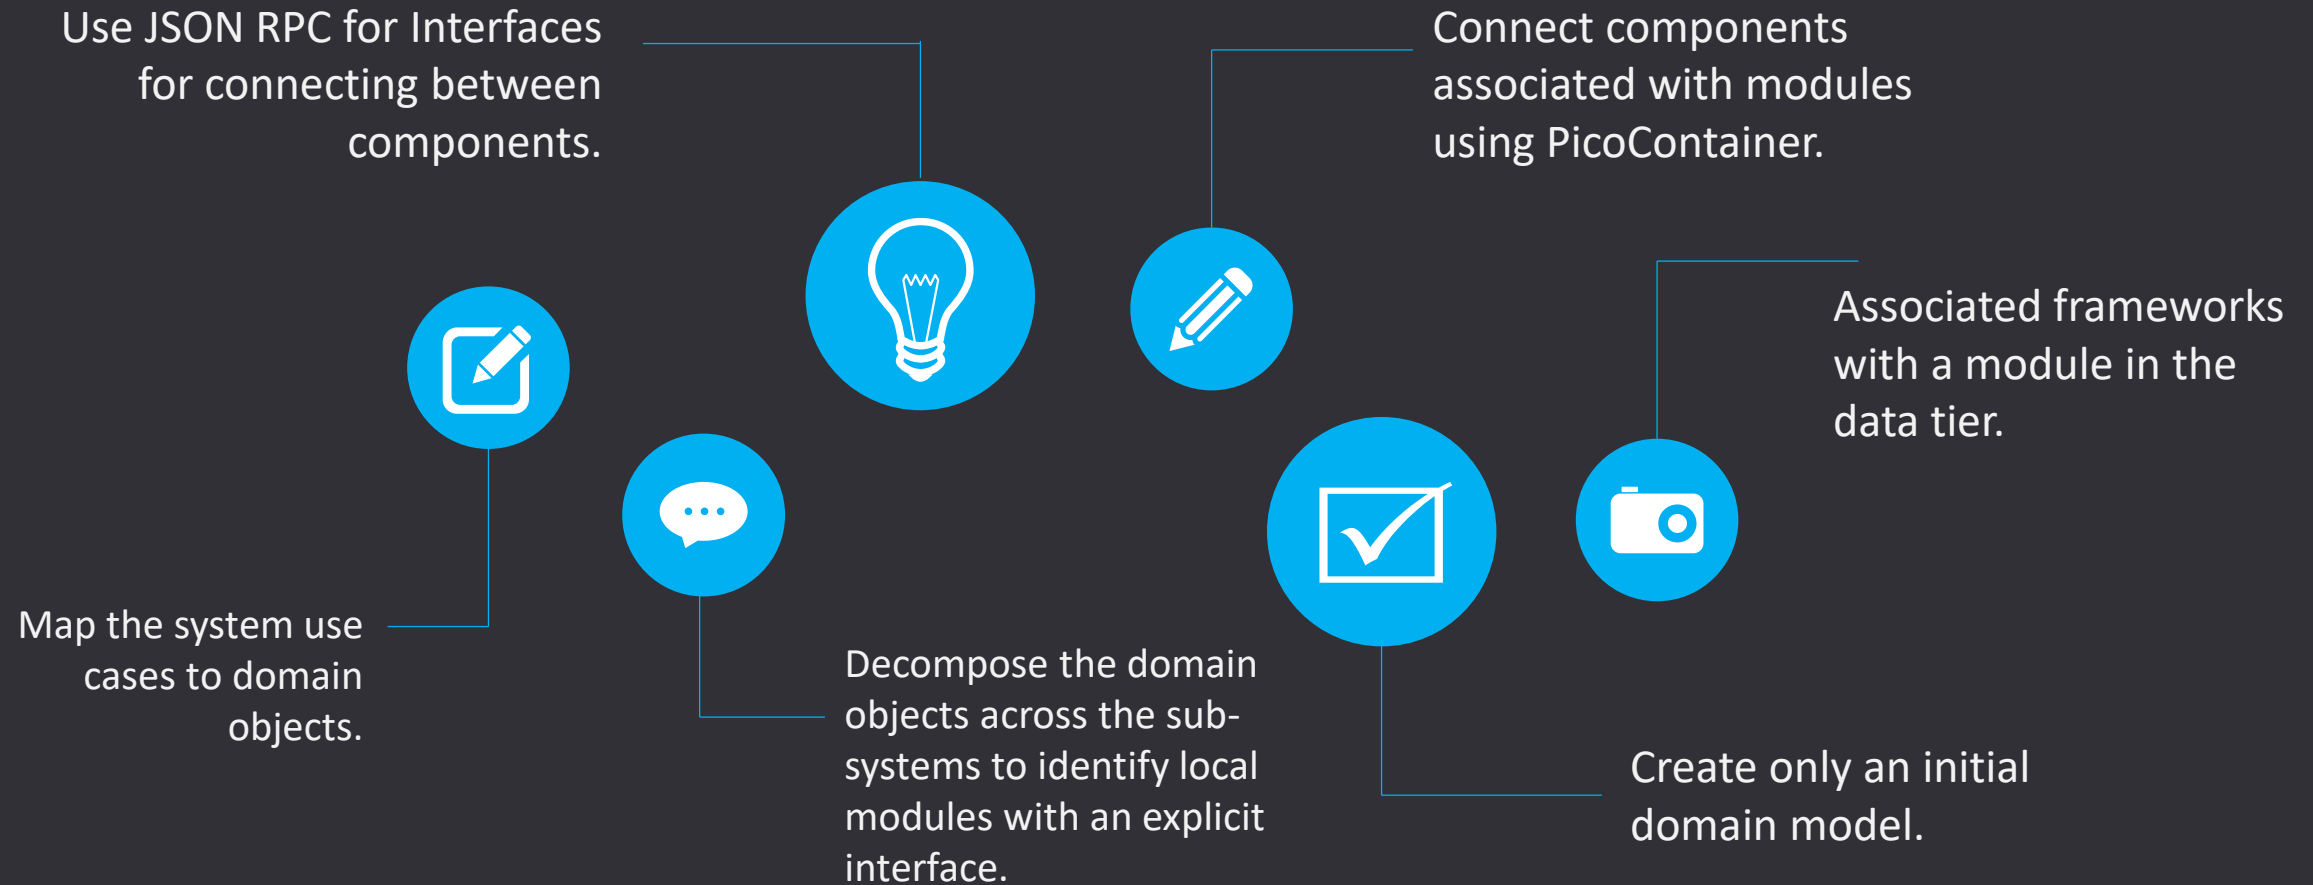 Use JSON RPC for Interfaces
for connecting between
components.
Connect components
associated with modules
using PicoContainer.
Associated frameworks
with a module in the
data tier.
Map the system use
cases to domain
objects.
Decompose the domain
objects across the sub-
systems to identify local
modules with an explicit
interface.
Create only an initial
domain model.